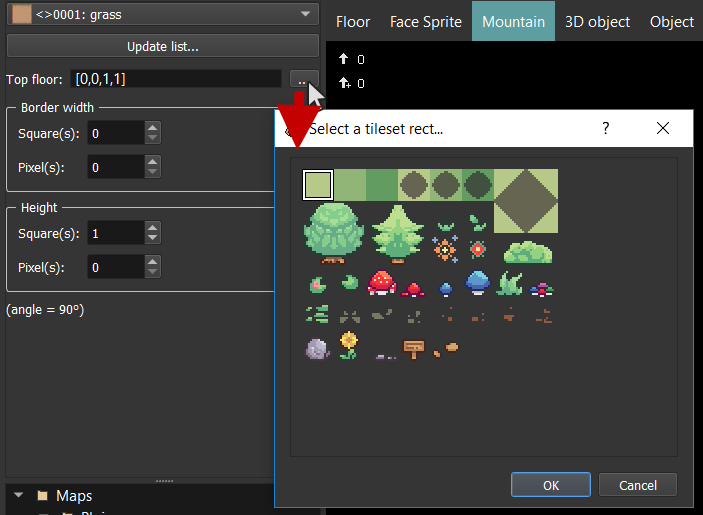 <>0001: grass
Floor Face Sprite Mountain 3D object Object
Update list...
0
Top floor: [0,0,1,1] ...
0
Border width
Square(s): 0
Pixel(s): 0
Height
Square(s): 1
Pixel(s): 0
(angle = 90º)
Select a tileset rect...
?
OK Cancel
Maps